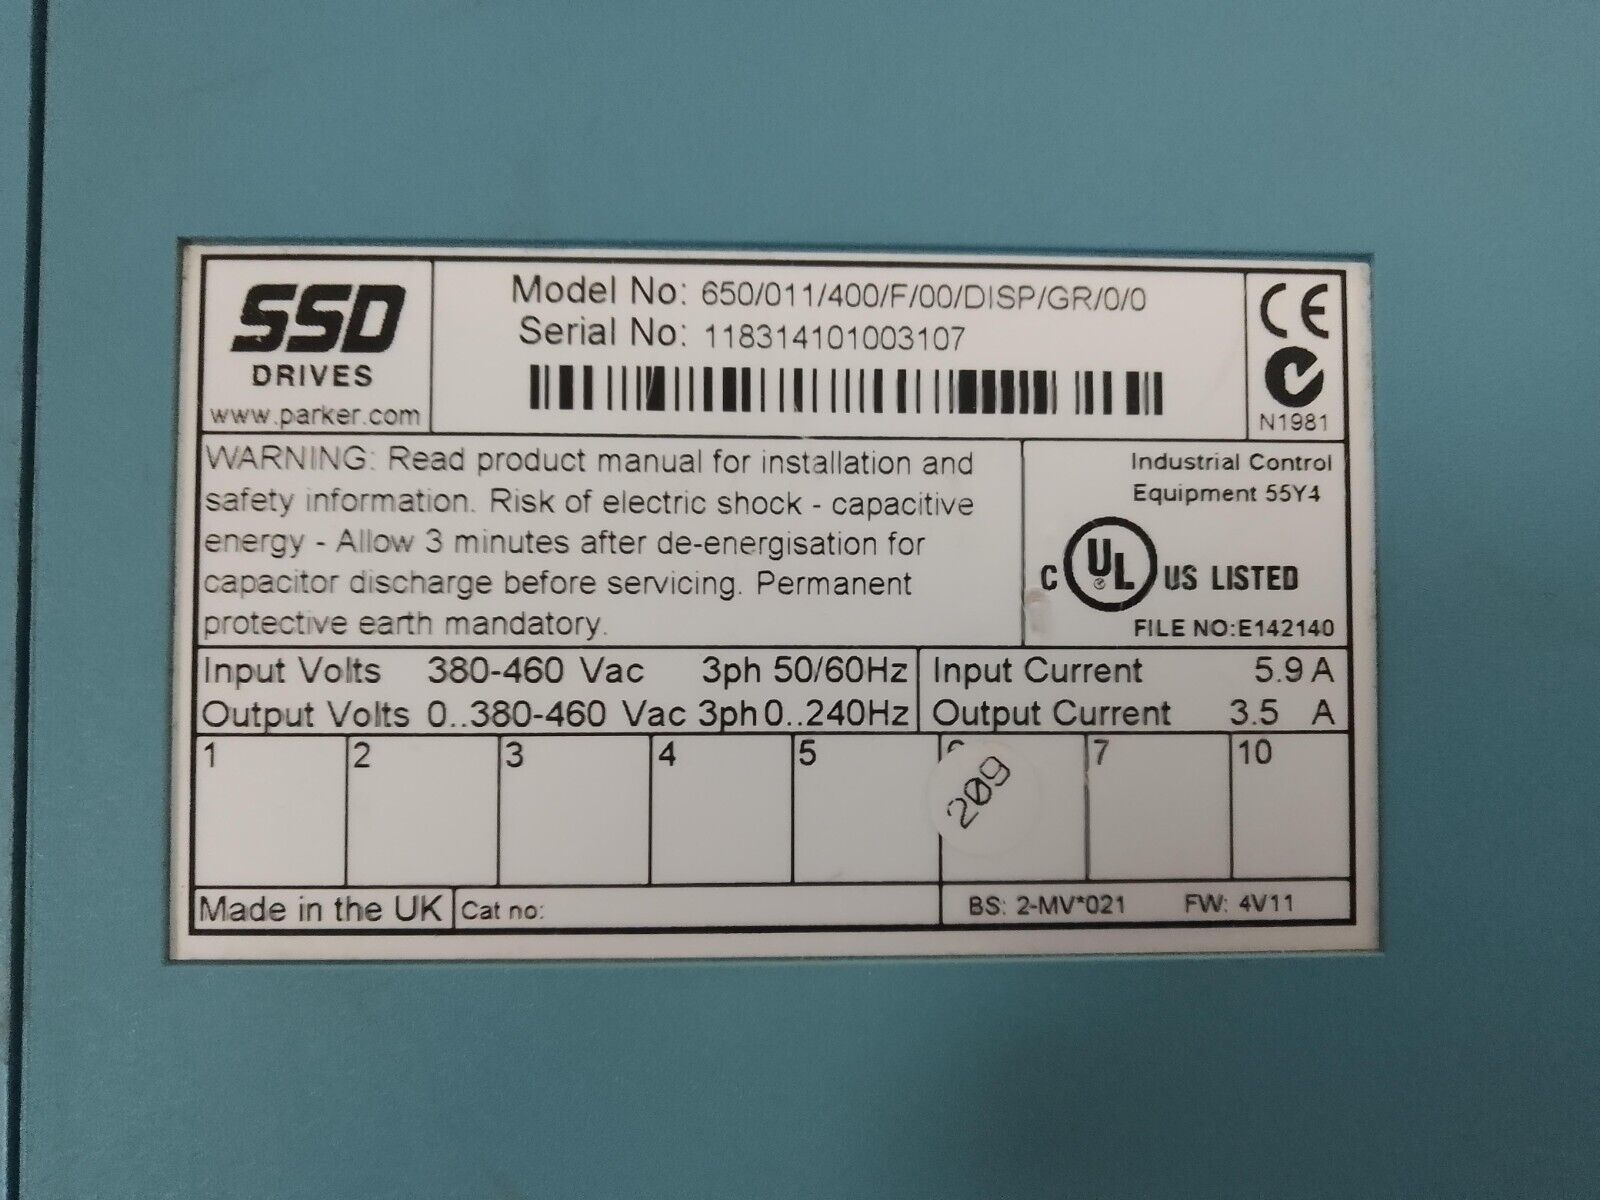 SSD
DRIVES
www.parker.com
Model No: 650/011/400/F/00/DISP/GR/0/0
Serial No: 118314101003107
CE
N1981
WARNING: Read product manual for installation and
safety information. Risk of electric shock - capacitive
energy - Allow 3 minutes after de-energisation for
capacitor discharge before servicing. Permanent
protective earth mandatory.
Industrial Control
Equipment 55Y4
C UL US LISTED
FILE NO:E142140
Input Volts 380-460 Vac 3ph 50/60Hz
Output Volts 0..380-460 Vac 3ph 0..240Hz
Input Current 5.9 A
Output Current 3.5 A
1 2 3 4 5 7 10
209
Made in the UK
Cat no:
BS: 2-MV*021 FW: 4V11